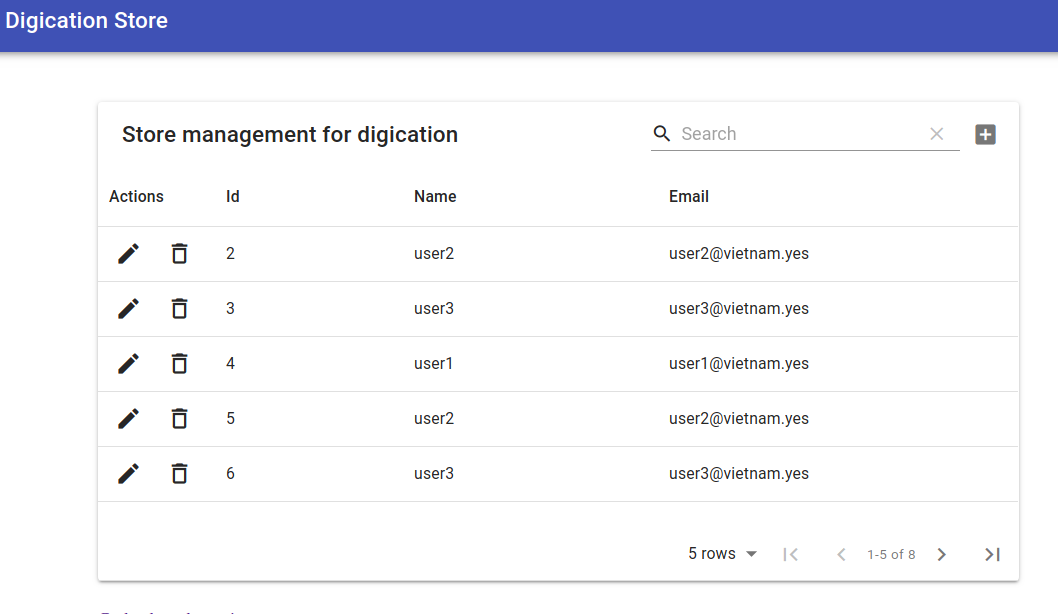 Digication Store
Store management for digication
Search
Actions Id Name Email
2 user2 user2@vietnam.yes
3 user3 user3@vietnam.yes
4 user1 user1@vietnam.yes
5 user2 user2@vietnam.yes
6 user3 user3@vietnam.yes
5 rows 1-5 of 8